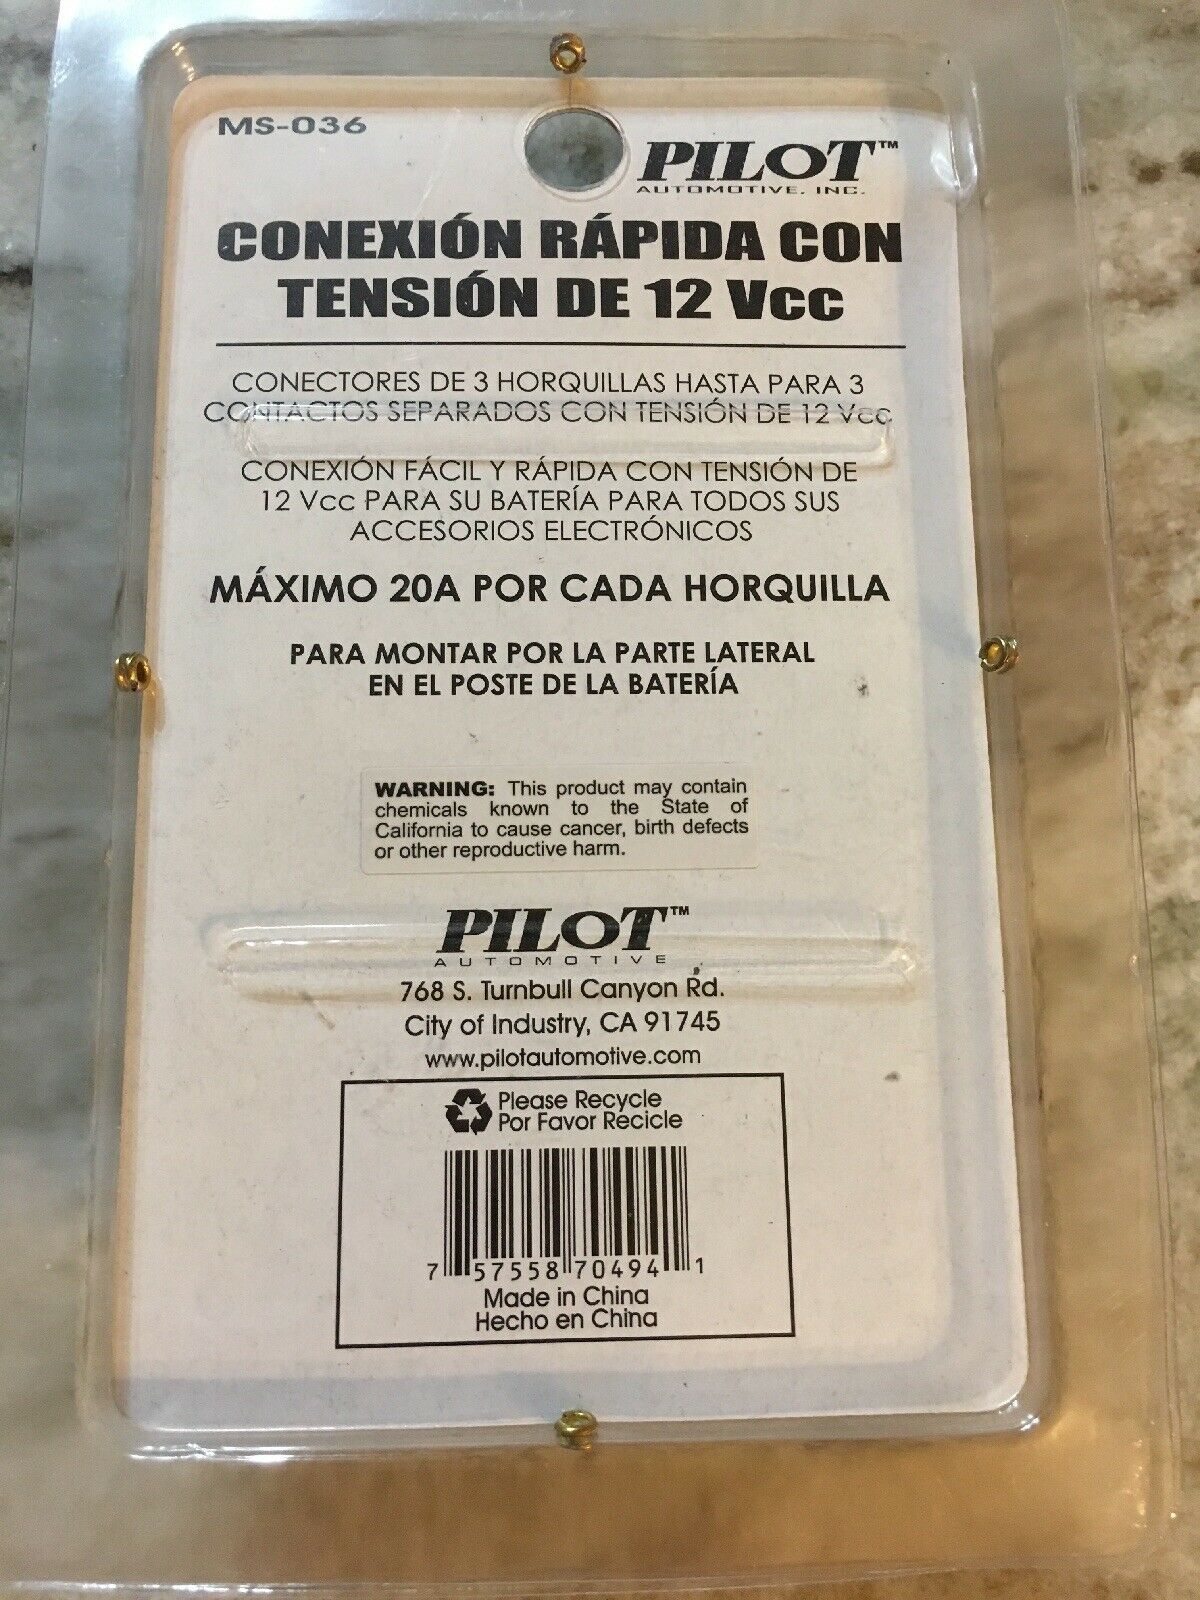 MS-036
PILOT™
AUTOMOTIVE, INC.
CONEXIÓN RÁPIDA CON
TENSIÓN DE 12 Vcc
CONECTORES DE 3 HORQUILLAS HASTA PARA 3
CONTACTOS SEPARADOS CON TENSIÓN DE 12 Vcc
CONEXIÓN FÁCIL Y RÁPIDA CON TENSIÓN DE
12 Vcc PARA SU BATERÍA PARA TODOS SUS
ACCESORIOS ELECTRÓNICOS
MÁXIMO 20A POR CADA HORQUILLA
PARA MONTAR POR LA PARTE LATERAL
EN EL POSTE DE LA BATERÍA
WARNING: This product may contain
chemicals known to the State of
California to cause cancer, birth defects
or other reproductive harm.
PILOT™
AUTOMOTIVE
768 S. Turnbull Canyon Rd.
City of Industry, CA 91745
www.pilotautomotive.com
Please Recycle
Por Favor Recicle
7 57558 70494 1
Made in China
Hecho en China